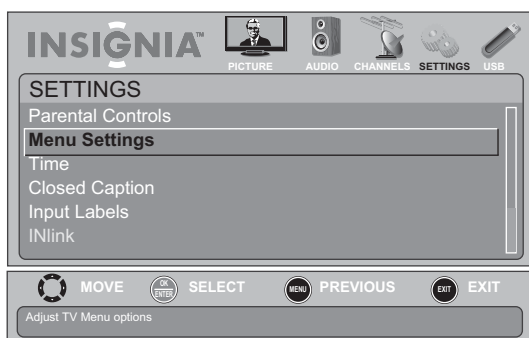 INSIGNIA™
PICTURE AUDIO CHANNELS SETTINGS USB
SETTINGS
Parental Controls
Menu Settings
Time
Closed Caption
Input Labels
INlink
MOVE OK ENTER SELECT MENU PREVIOUS EXIT EXIT
Adjust TV Menu options